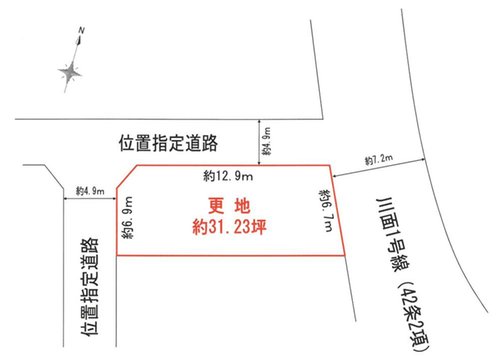 N
位置指定道路
約4.9m
約7.2m
約4.9m
約12.9m
約6.9m
更地
約31.23坪
約6.7m
位置指定道路
川面1号線(42条2項)